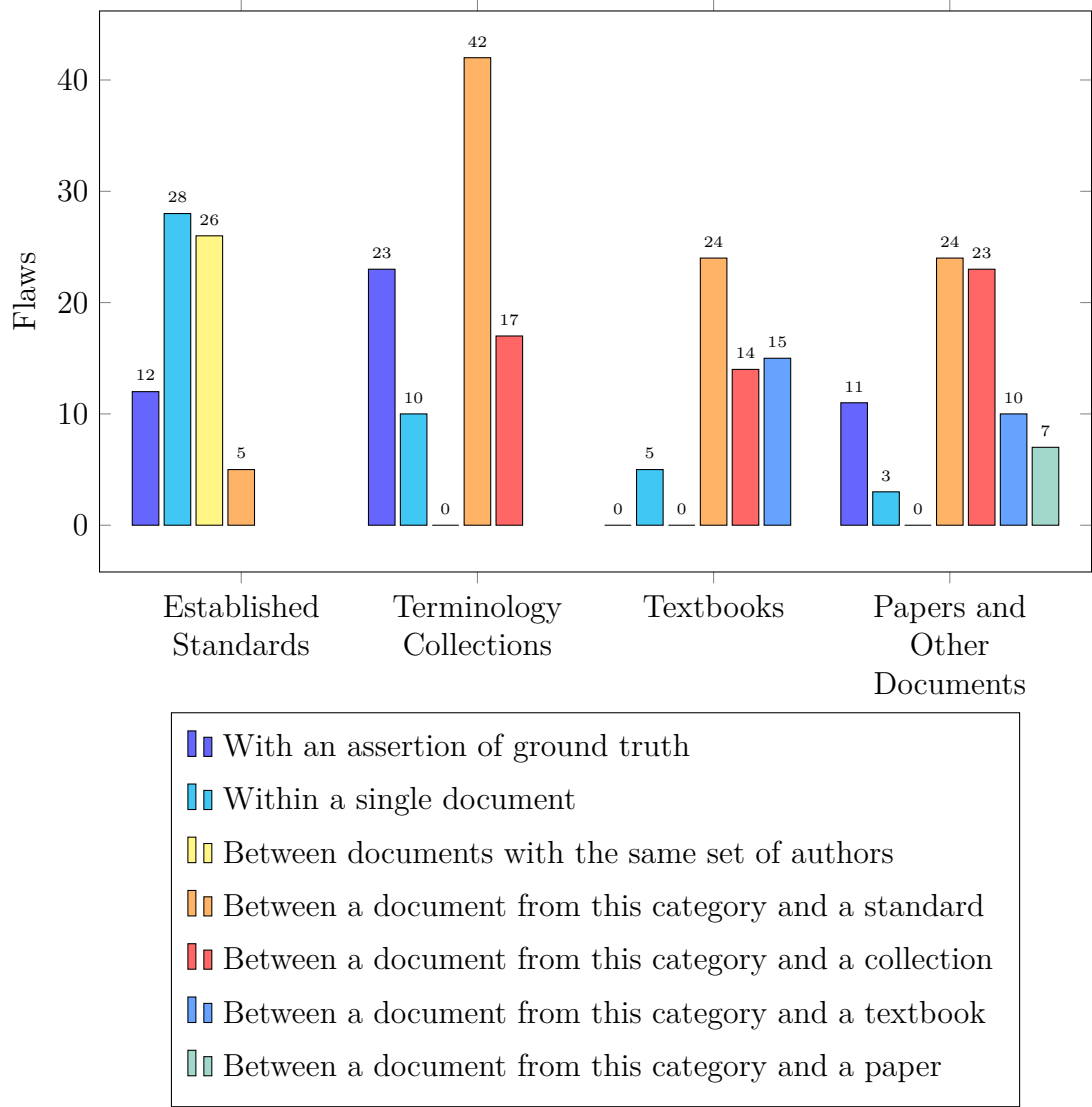 42
40
30
28
26
24
24
23
23
20
17
15
14
12
11
10
10
10
7
5
5
3
0
0
0
0
0
Flaws
Established
Standards
Terminology
Collections
Textbooks
Papers and
Other
Documents
With an assertion of ground truth
Within a single document
Between documents with the same set of authors
Between a document from this category and a standard
Between a document from this category and a collection
Between a document from this category and a textbook
Between a document from this category and a paper